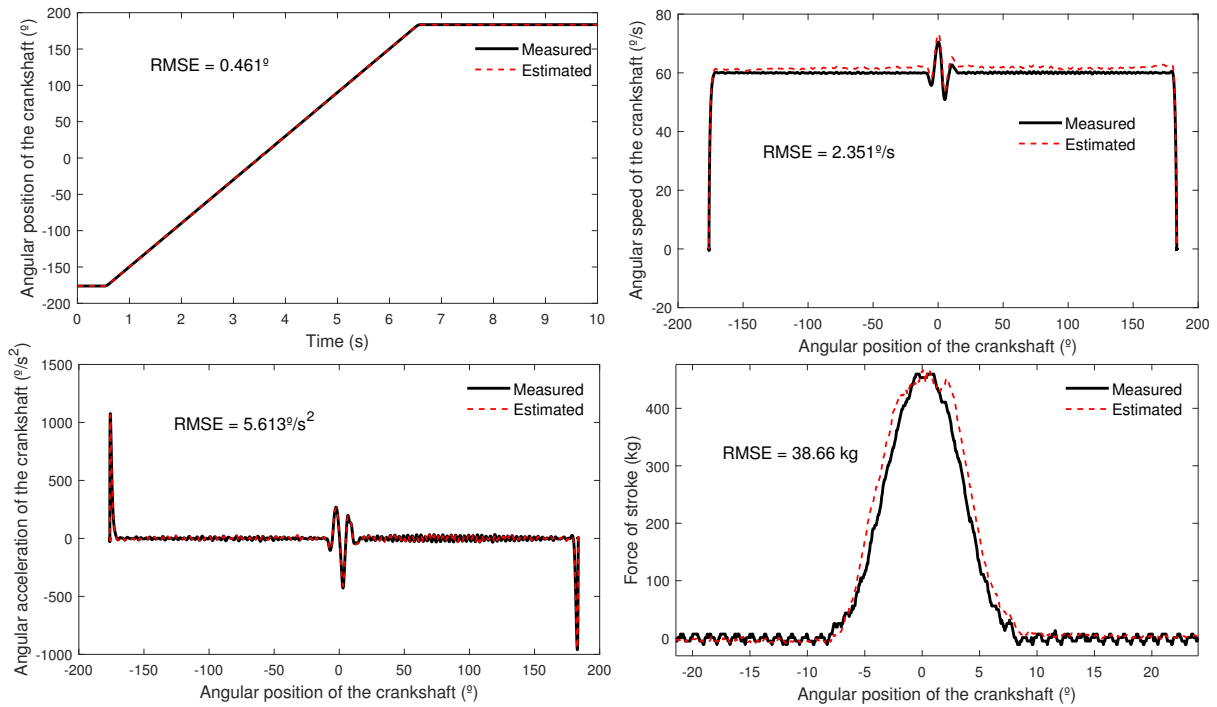 Angular position of the crankshaft (º)
200
150
100
50
0
-50
-100
-150
-200
RMSE = 0.461º
Measured
Estimated
0 1 2 3 4 5 6 7 8 9 10
Time (s)
Angular speed of the crankshaft (º/s)
80
60
40
20
0
-20
Measured
Estimated
RMSE = 2.351º/s
-200 -150 -100 -50 0 50 100 150 200
Angular position of the crankshaft (º)
Angular acceleration of the crankshaft (º/s²)
1500
1000
500
0
-500
-1000
Measured
Estimated
RMSE = 5.613º/s²
-200 -150 -100 -50 0 50 100 150 200
Angular position of the crankshaft (º)
Force of stroke (kg)
400
300
200
100
0
Measured
Estimated
RMSE = 38.66 kg
-20 -15 -10 -5 0 5 10 15 20
Angular position of the crankshaft (º)